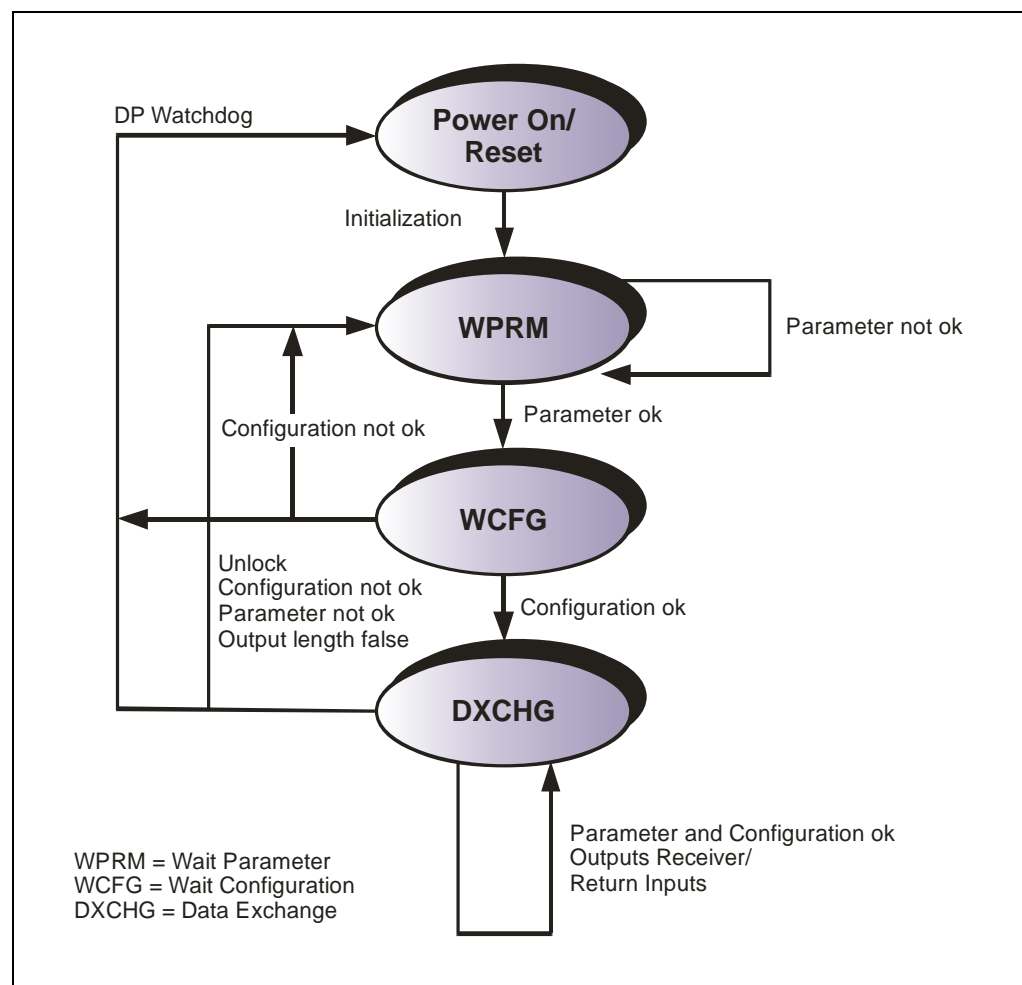 DP Watchdog
Power On/
Reset
Initialization
WPRM
Parameter not ok
Parameter ok
Configuration not ok
WCFG
Unlock
Configuration not ok
Parameter not ok
Output length false
Configuration ok
DXCHG
Parameter and Configuration ok
Outputs Receiver/
Return Inputs
WPRM = Wait Parameter
WCFG = Wait Configuration
DXCHG = Data Exchange